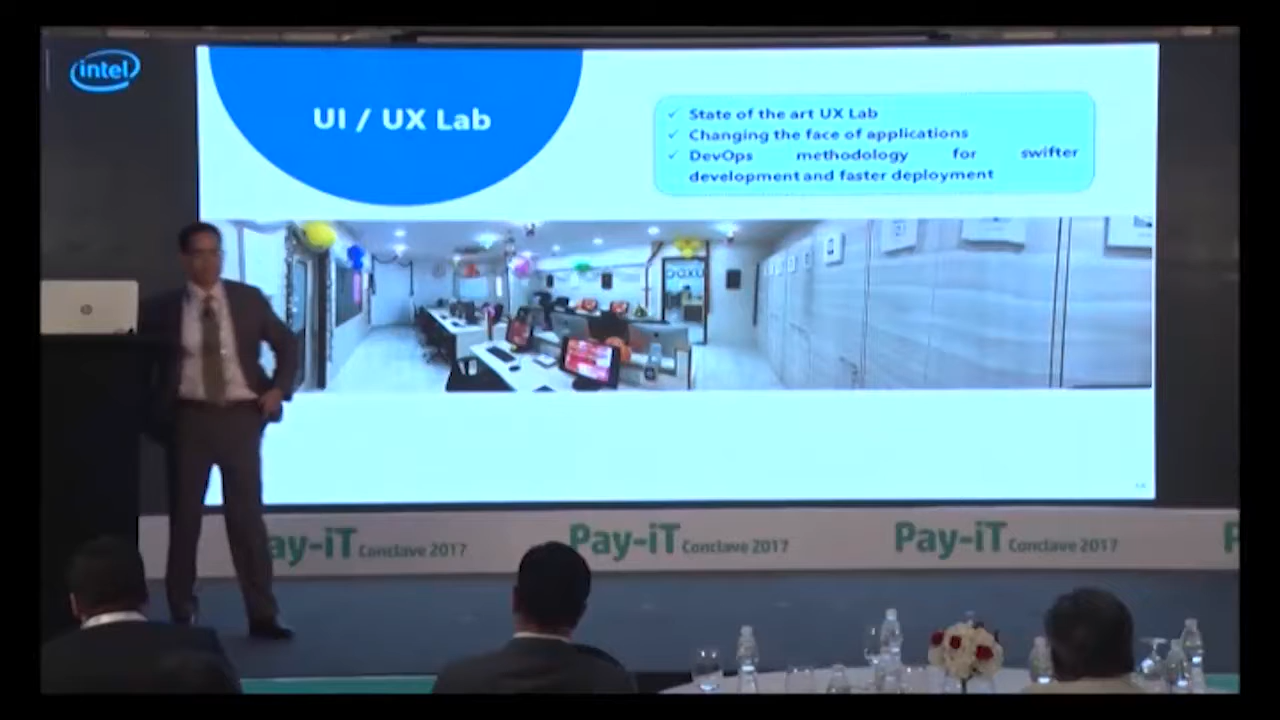 intel
UI / UX Lab
✓ State of the art UX Lab
✓ Changing the face of applications
✓ DevOps methodology for swifter
development and faster deployment
ay-iT Conclave 2017
Pay-iT Conclave 2017
Pay-iT Conclave 2017
P